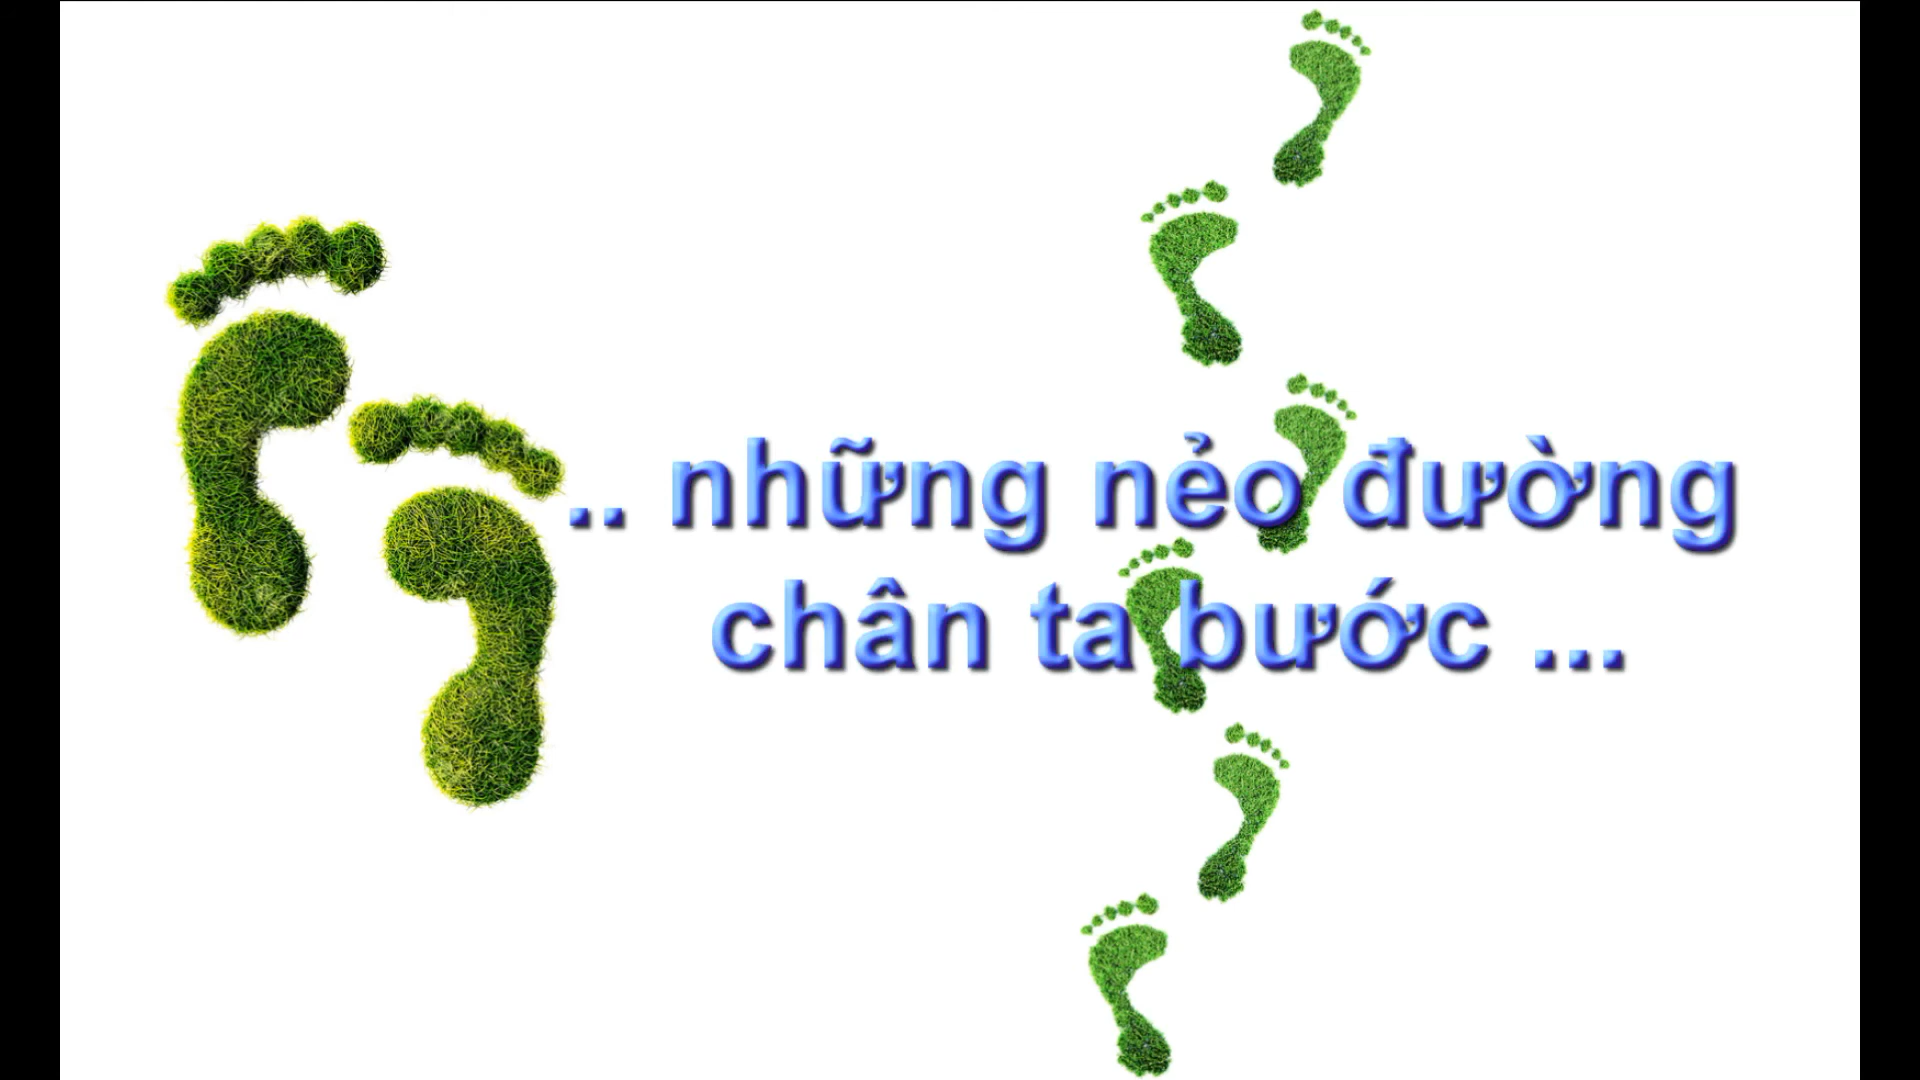 .. những nẻo đường
chân ta bước ...